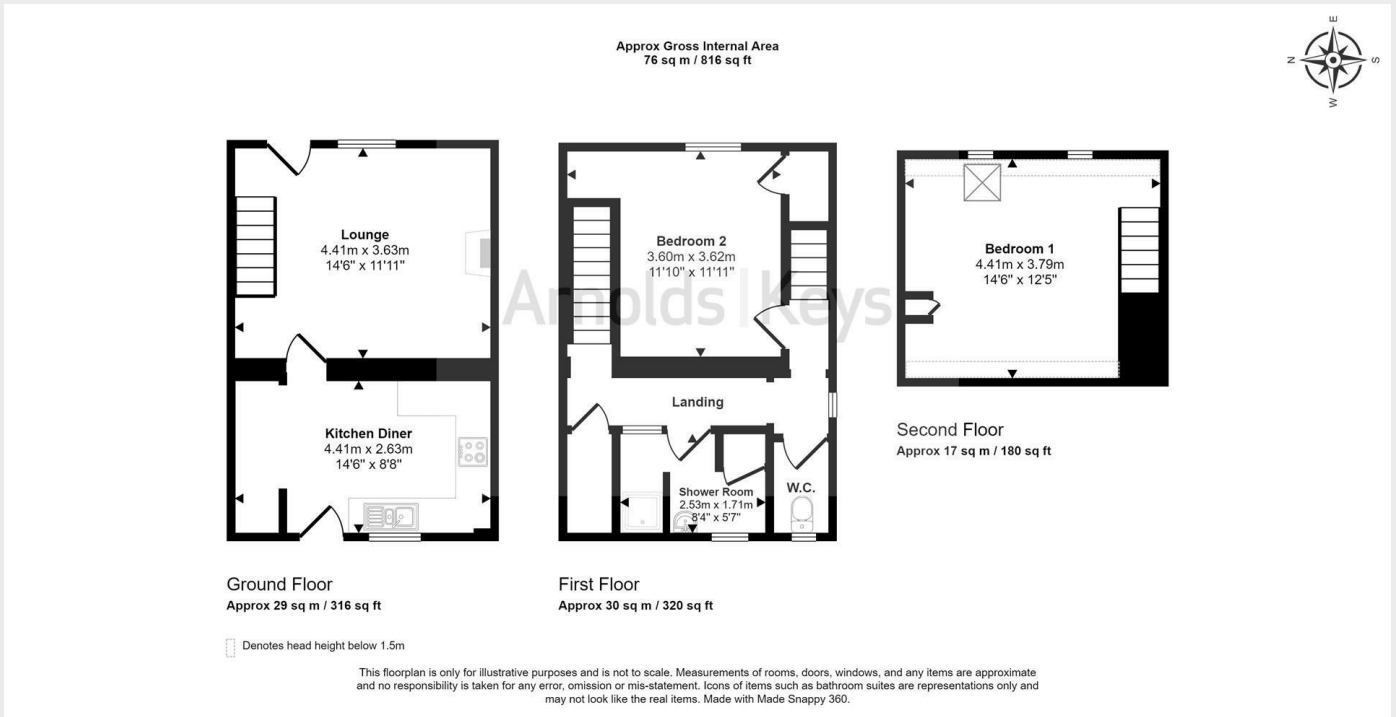 Approx Gross Internal Area
76 sq m / 816 sq ft
E
N
S
W
Lounge
4.41m x 3.63m
14'6" x 11'11"
Kitchen Diner
4.41m x 2.63m
14'6" x 8'8"
Ground Floor
Approx 29 sq m / 316 sq ft
Bedroom 2
3.60m x 3.62m
11'10" x 11'11"
Arnolds | Keys
Landing
Shower Room
2.53m x 1.71m
8'4" x 5'7"
W.C.
First Floor
Approx 30 sq m / 320 sq ft
Bedroom 1
4.41m x 3.79m
14'6" x 12'5"
Second Floor
Approx 17 sq m / 180 sq ft
Denotes head height below 1.5m
This floorplan is only for illustrative purposes and is not to scale. Measurements of rooms, doors, windows, and any items are approximate
and no responsibility is taken for any error, omission or mis-statement. Icons of items such as bathroom suites are representations only and
may not look like the real items. Made with Made Snappy 360.